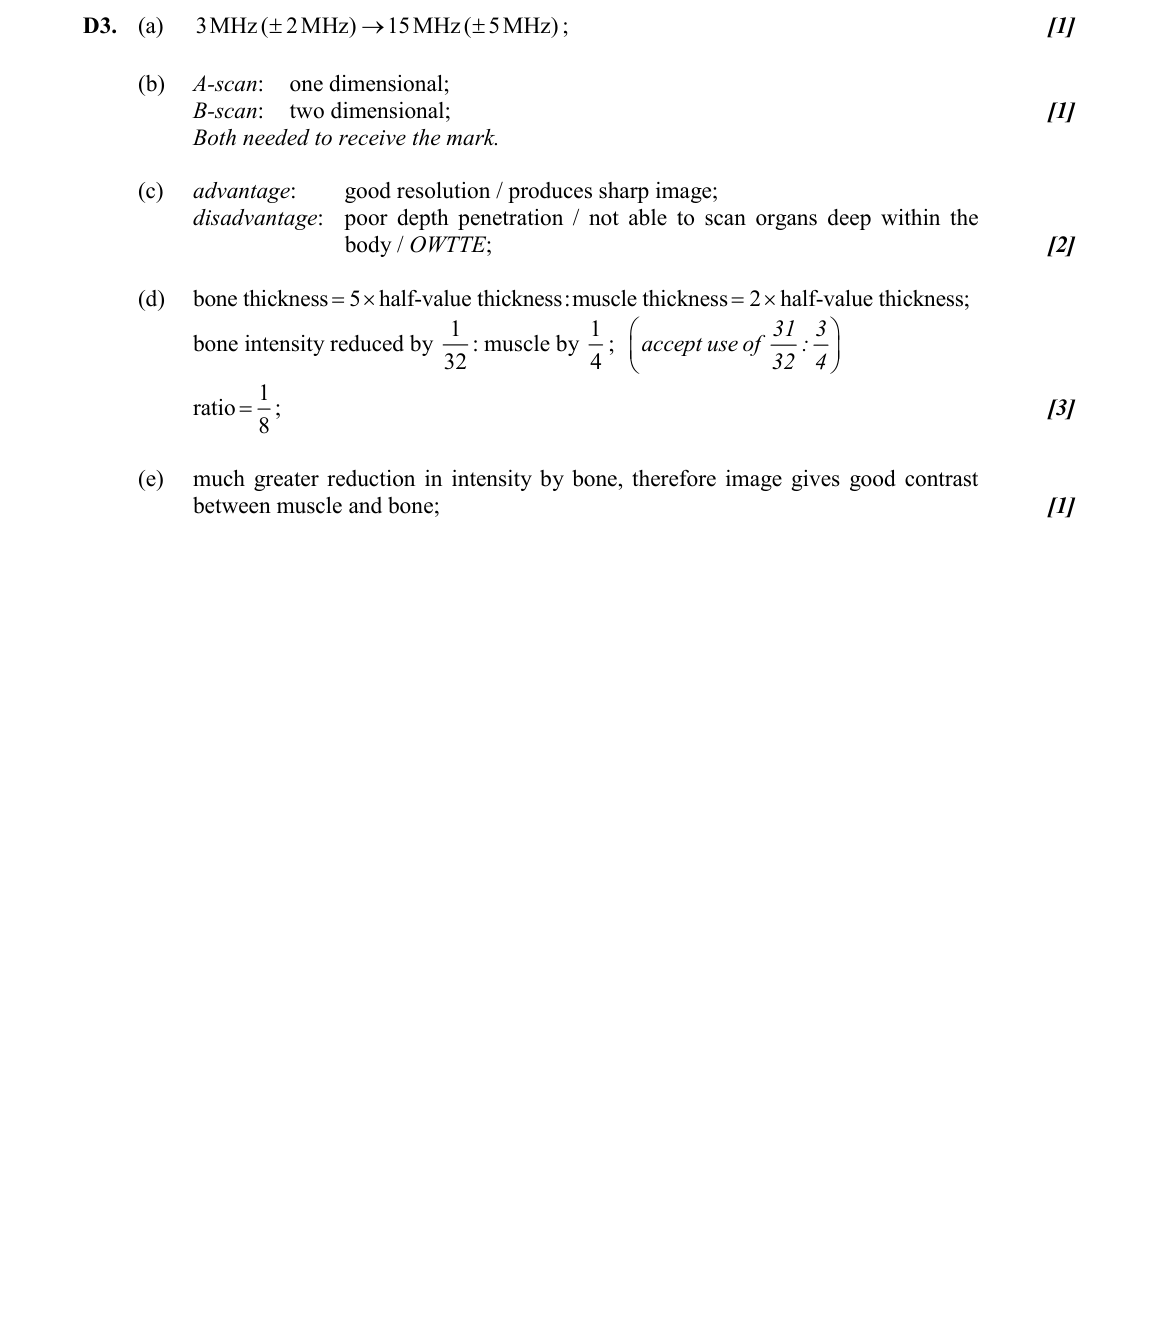 D3. (a) 3 MHz (± 2 MHz) → 15 MHz (± 5 MHz) ; [1]
(b) A-scan: one dimensional;
B-scan: two dimensional; [1]
Both needed to receive the mark.
(c) advantage: good resolution / produces sharp image;
disadvantage: poor depth penetration / not able to scan organs deep within the
body / OWTTE; [2]
(d) bone thickness = 5 × half-value thickness : muscle thickness = 2 × half-value thickness;
bone intensity reduced by 1/32 : muscle by 1/4 ; (accept use of 31/32 : 3/4)
ratio = 1/8 ; [3]
(e) much greater reduction in intensity by bone, therefore image gives good contrast
between muscle and bone; [1]